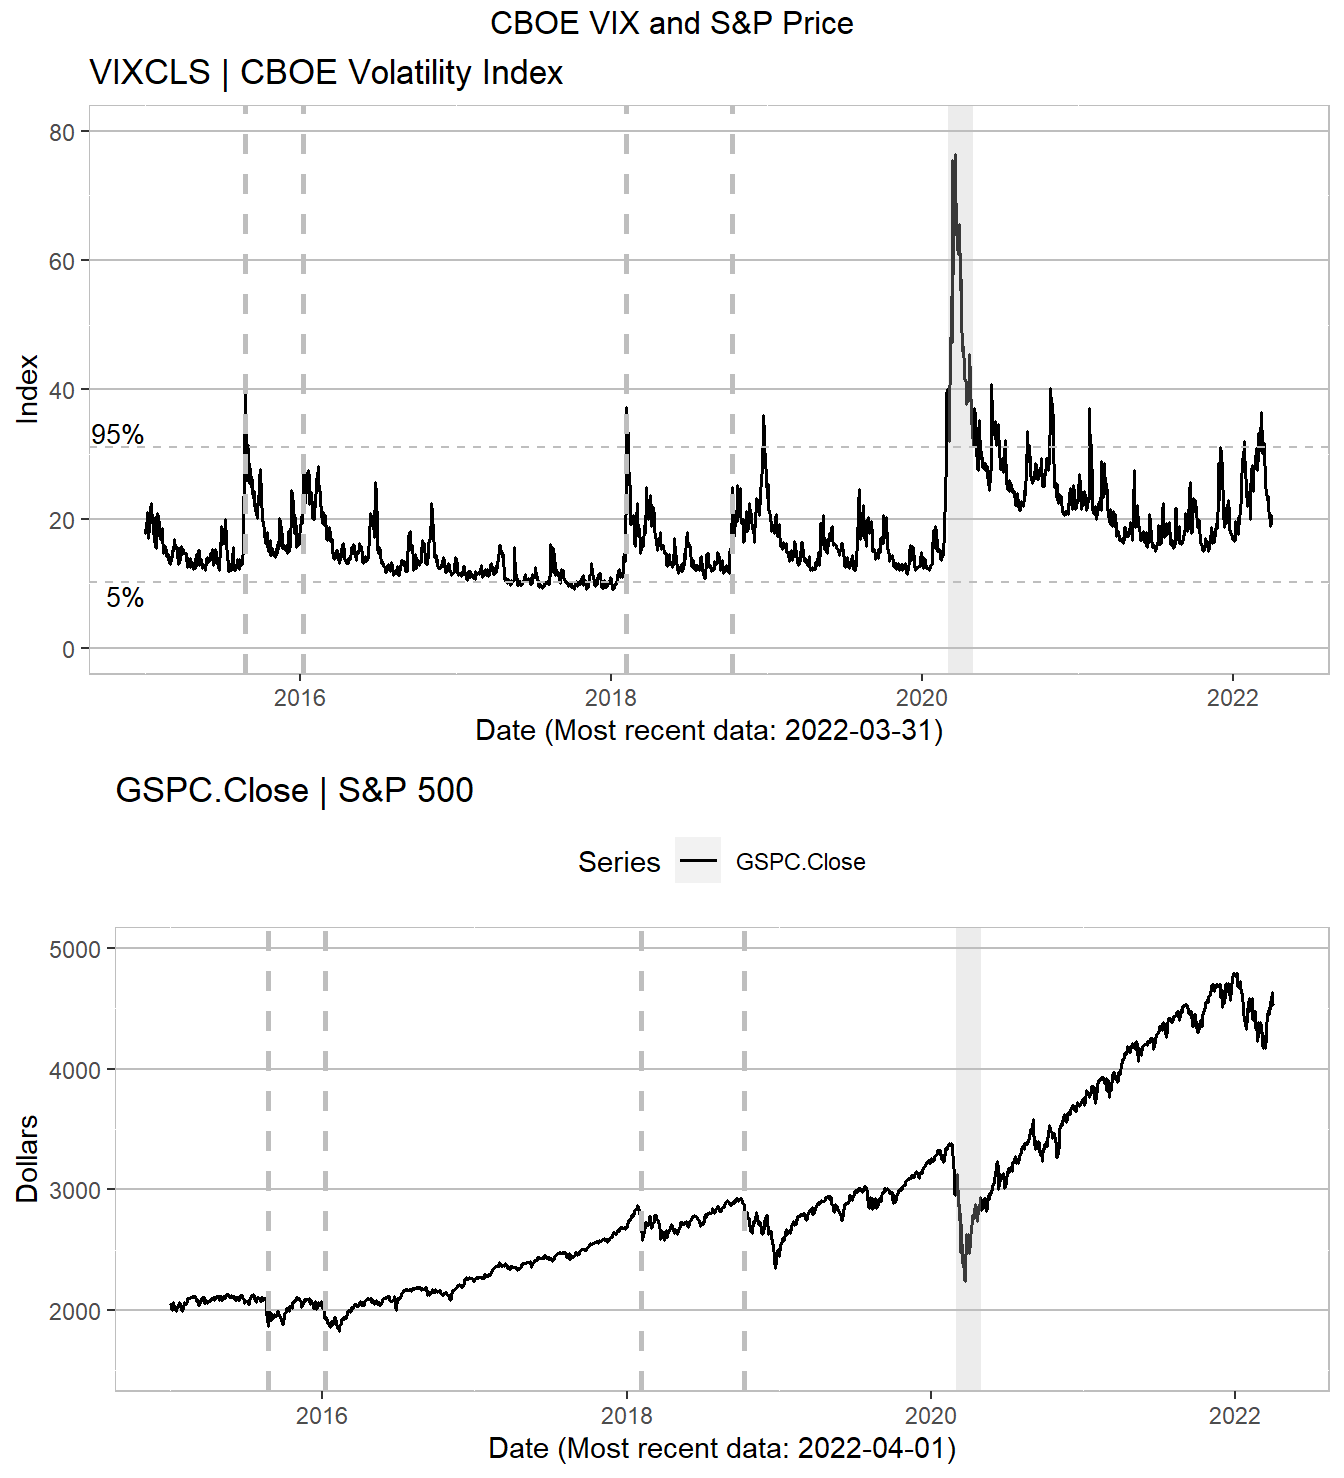 CBOE VIX and S&P Price
VIXCLS | CBOE Volatility Index
80
60
40
20
0
Index
95%
5%
2016
2018
2020
2022
Date (Most recent data: 2022-03-31)
GSPC.Close | S&P 500
Series
GSPC.Close
5000
4000
3000
2000
Dollars
2016
2018
2020
2022
Date (Most recent data: 2022-04-01)